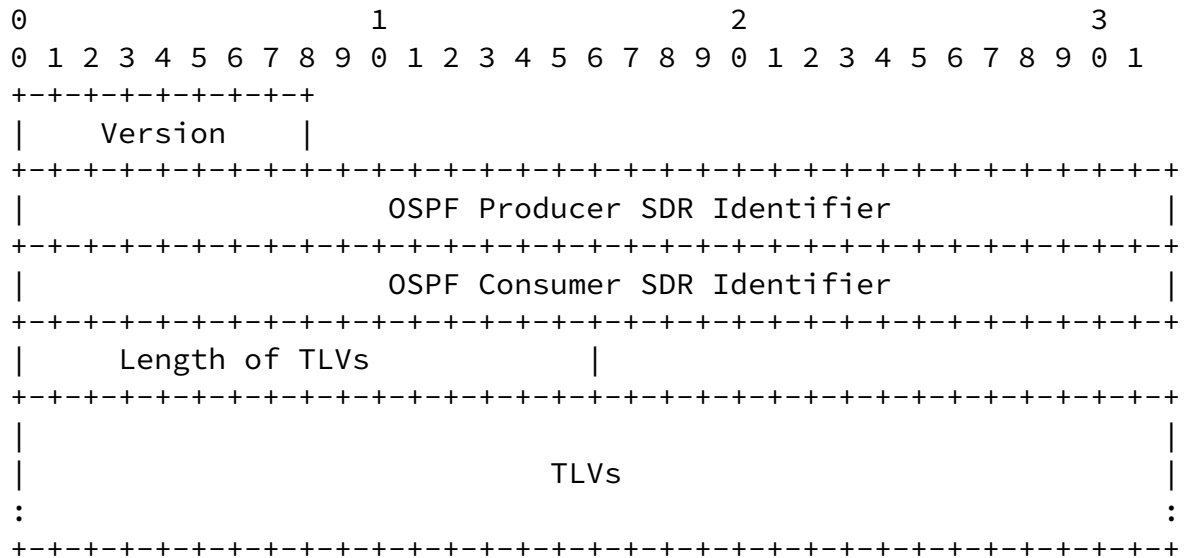 0                   1                   2                   3
0 1 2 3 4 5 6 7 8 9 0 1 2 3 4 5 6 7 8 9 0 1 2 3 4 5 6 7 8 9 0 1
+-+-+-+-+-+-+-+-+
|    Version    |
+-+-+-+-+-+-+-+-+-+-+-+-+-+-+-+-+-+-+-+-+-+-+-+-+-+-+-+-+-+-+-+-+
|                    OSPF Producer SDR Identifier               |
+-+-+-+-+-+-+-+-+-+-+-+-+-+-+-+-+-+-+-+-+-+-+-+-+-+-+-+-+-+-+-+-+
|                    OSPF Consumer SDR Identifier               |
+-+-+-+-+-+-+-+-+-+-+-+-+-+-+-+-+-+-+-+-+-+-+-+-+-+-+-+-+-+-+-+-+
|     Length of TLVs            |
+-+-+-+-+-+-+-+-+-+-+-+-+-+-+-+-+-+-+-+-+-+-+-+-+-+-+-+-+-+-+-+-+
|                                                               |
|                             TLVs                              |
:                                                               :
+-+-+-+-+-+-+-+-+-+-+-+-+-+-+-+-+-+-+-+-+-+-+-+-+-+-+-+-+-+-+-+-+